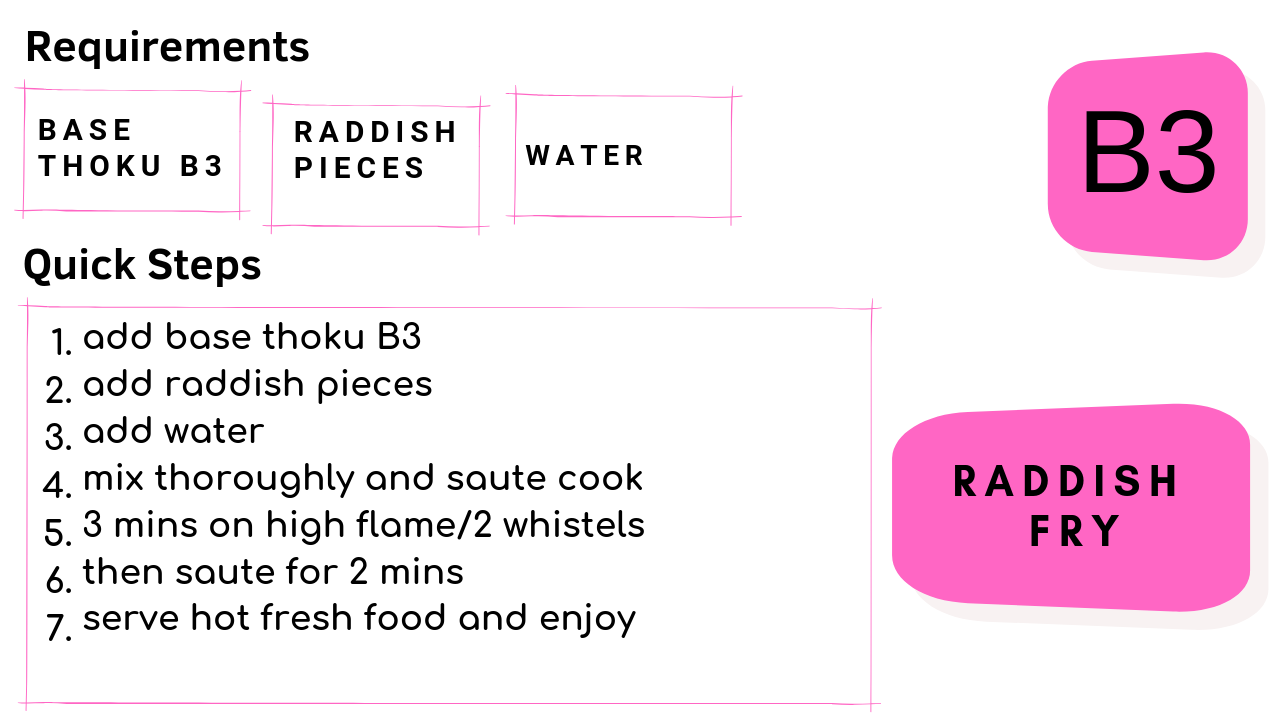 Requirements
BASE
THOKU B3
RADDISH
PIECES
WATER
B3
Quick Steps
1. add base thoku B3
2. add raddish pieces
3. add water
4. mix thoroughly and saute cook
5. 3 mins on high flame/2 whistels
6. then saute for 2 mins
7. serve hot fresh food and enjoy
RADDISH
FRY